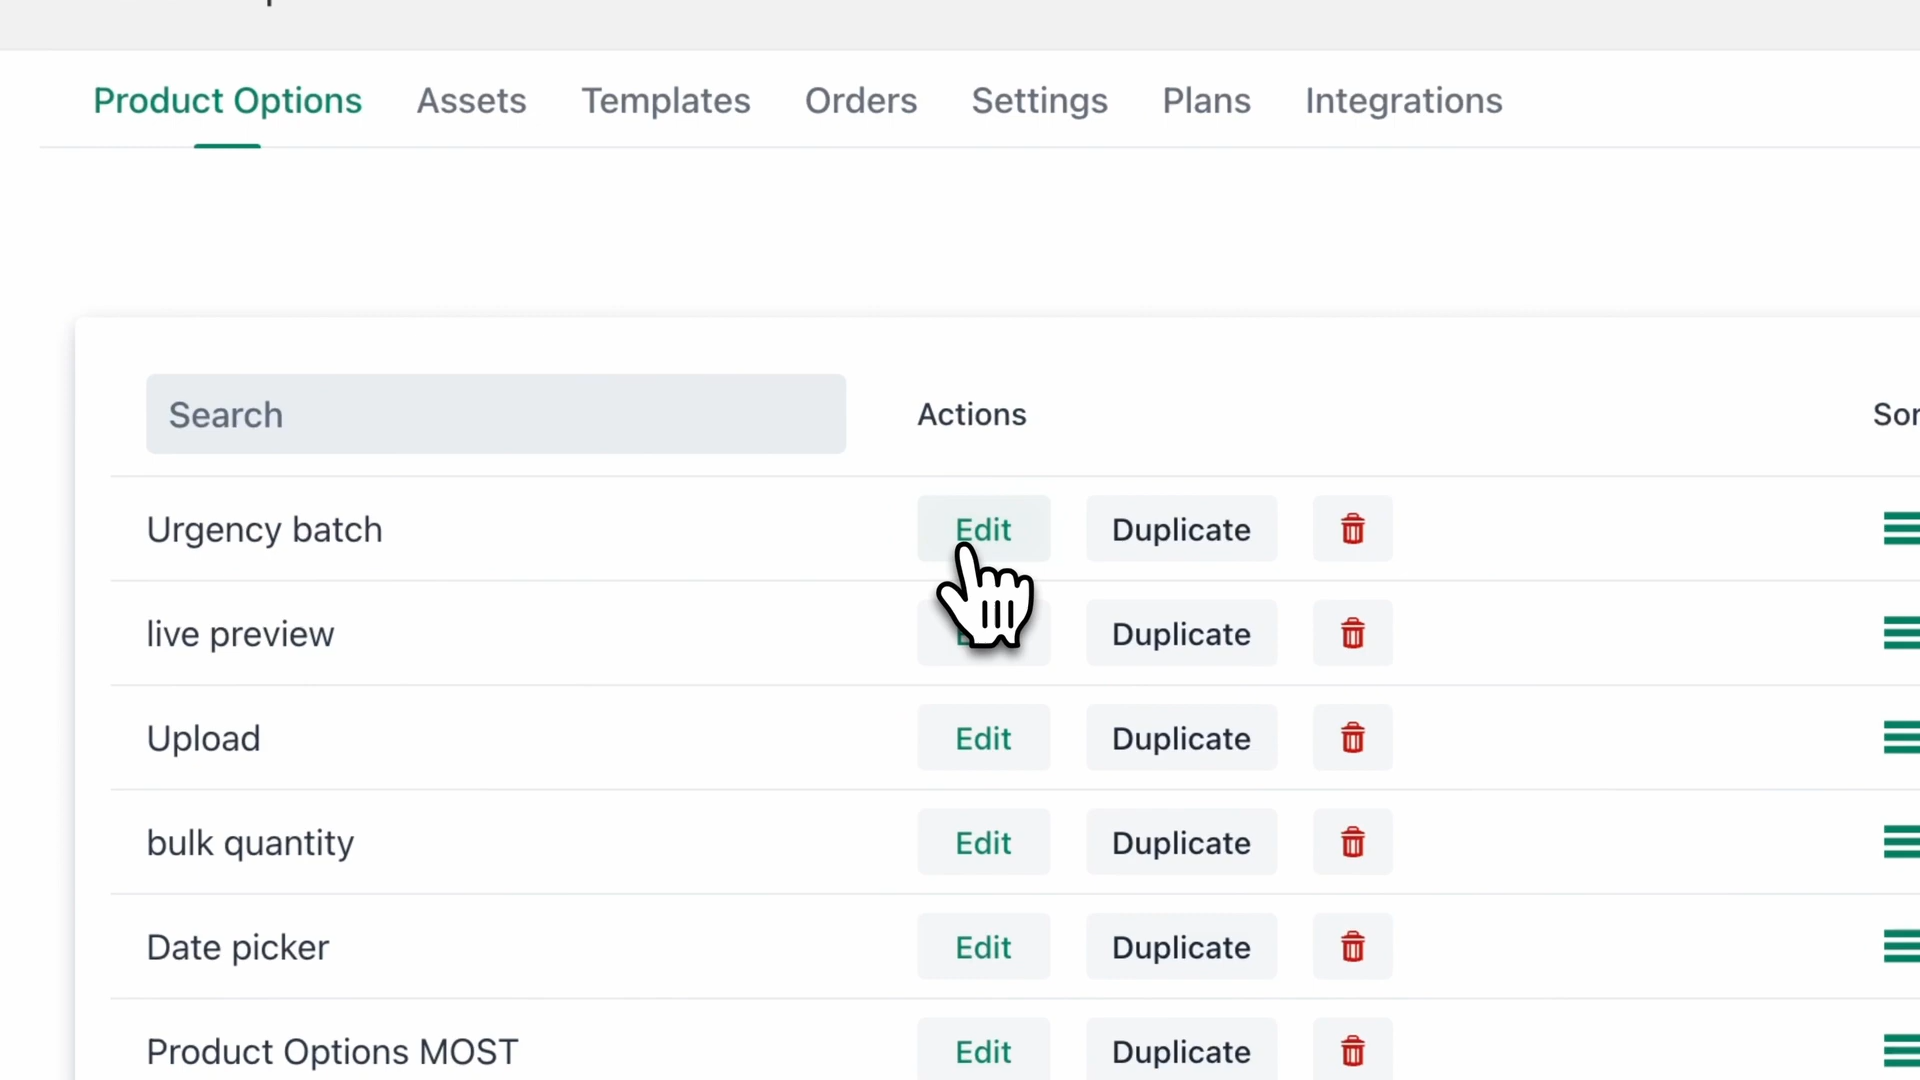 Product Options Assets Templates Orders Settings Plans Integrations
Search Actions
Urgency batch Edit Duplicate
live preview Duplicate
Upload Edit Duplicate
bulk quantity Edit Duplicate
Date picker Edit Duplicate
Product Options MOST Edit Duplicate